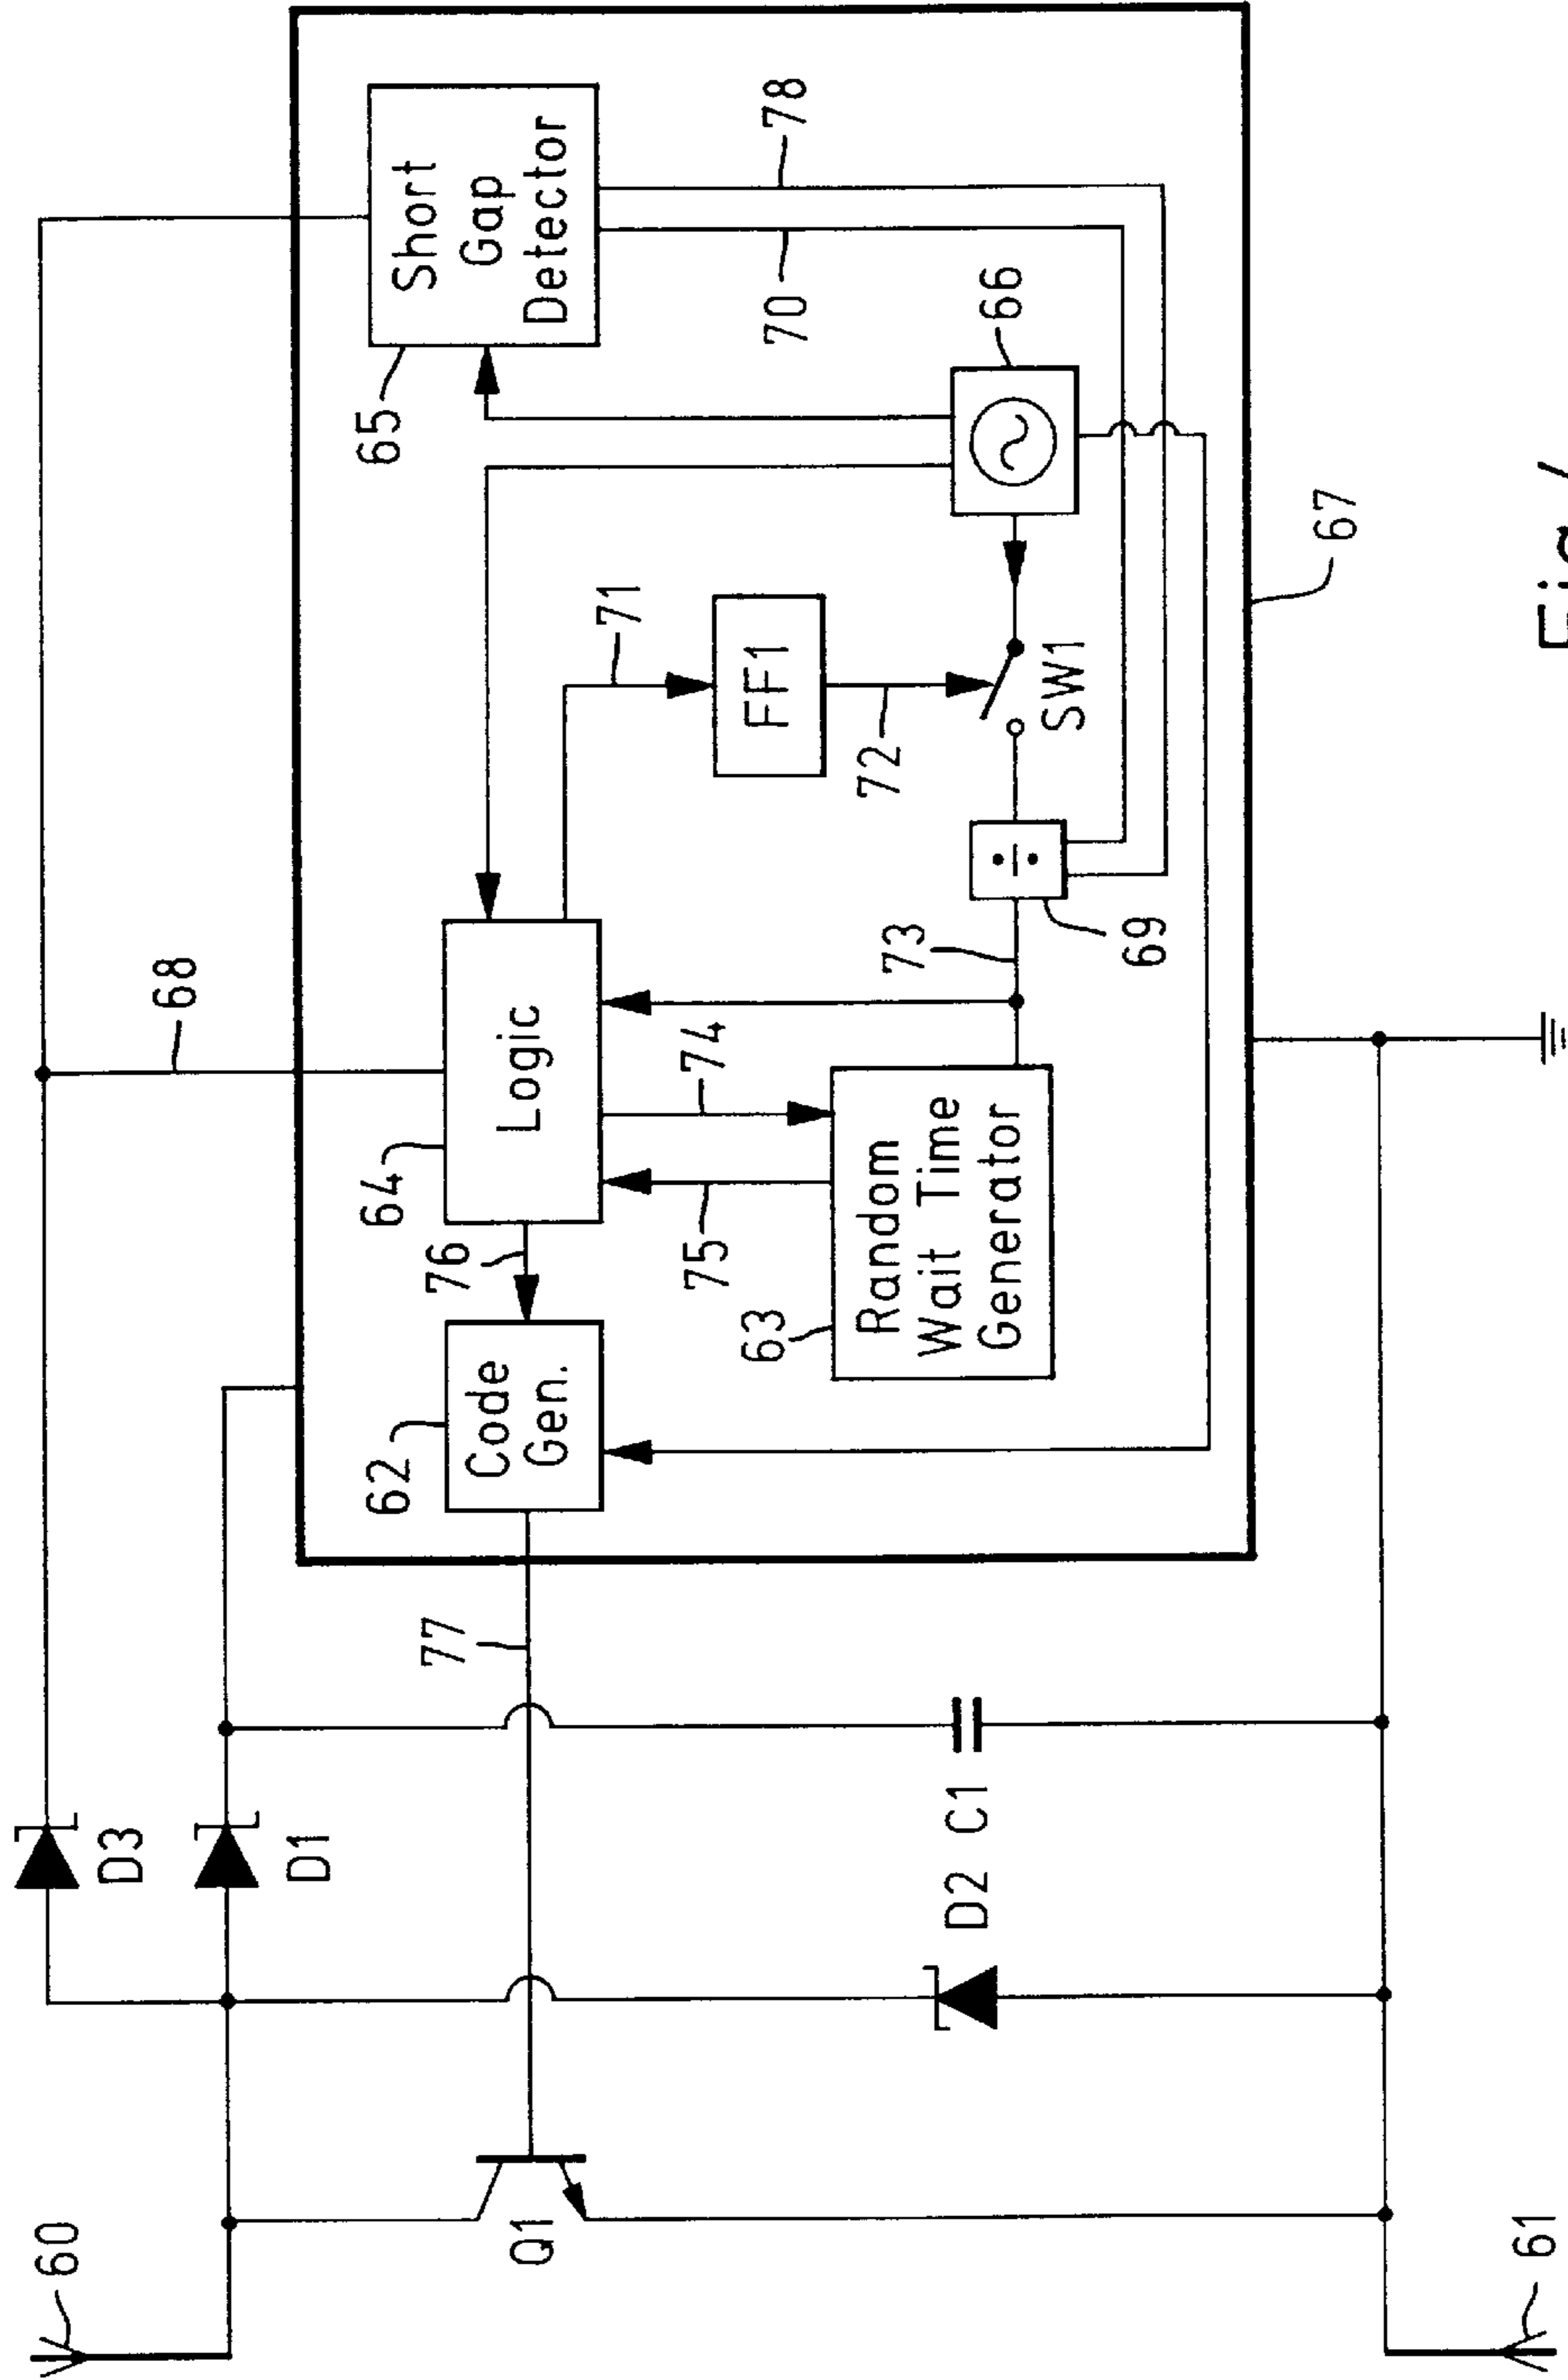 60
61
Q1
D3
D1
D2
C1
77
62
Code
Gen.
76
64
Logic
68
63
Random
Wait Time
Generator
75
74
73
69
71
FF1
72
SW1
66
65
Short
Gap
Detector
70
78
67